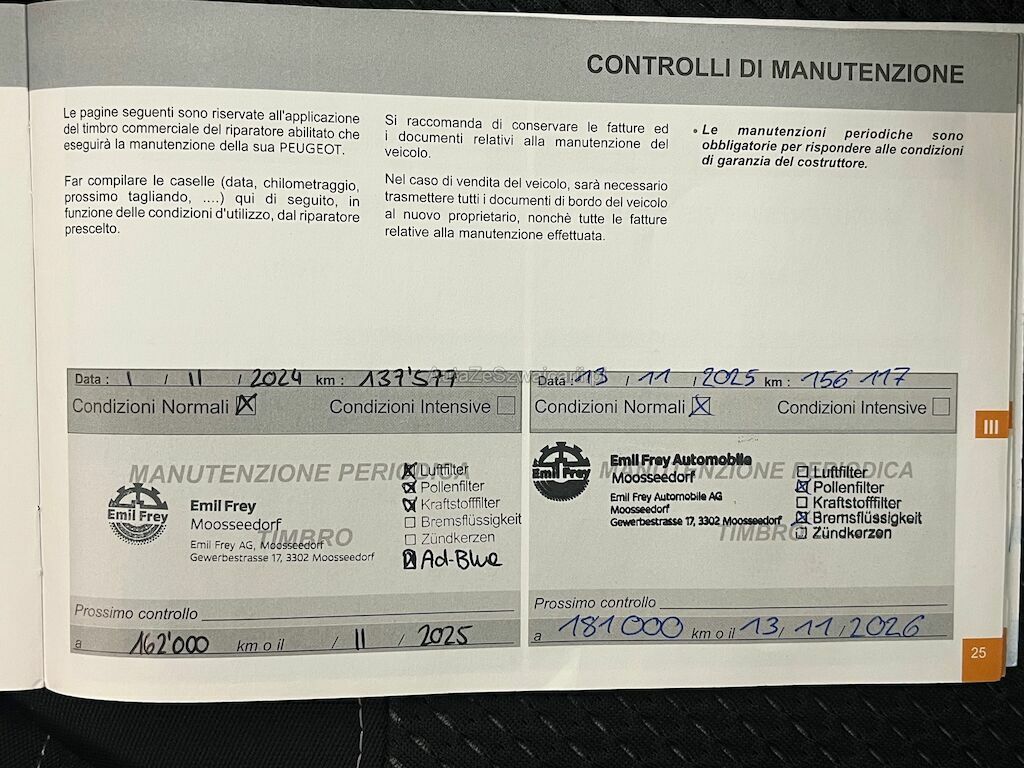 CONTROLLI DI MANUTENZIONE
Le pagine seguenti sono riservate all'applicazione
del timbro commerciale del riparatore abilitato che
eseguirà la manutenzione della sua PEUGEOT.
Far compilare le caselle (data, chilometraggio,
prossimo tagliando, ....) qui di seguito, in
funzione delle condizioni d'utilizzo, dal riparatore
prescelto.
Si raccomanda di conservare le fatture ed
i documenti relativi alla manutenzione del
veicolo.
Nel caso di vendita del veicolo, sarà necessario
trasmettere tutti i documenti di bordo del veicolo
al nuovo proprietario, nonchè tutte le fatture
relative alla manutenzione effettuata.
• Le manutenzioni periodiche sono
obbligatorie per rispondere alle condizioni
di garanzia del costruttore.
Data : 1 / 11 / 2024 km : 137'577
Condizioni Normali Condizioni Intensive
MANUTENZIONE PERIODICA
TIMBRO
Emil Frey
Emil Frey
Moosseedorf
Emil Frey AG, Moosseedorf
Gewerbestrasse 17, 3302 Moosseedorf
Luftfilter
Pollenfilter
Kraftstofffilter
Bremsflüssigkeit
Zündkerzen
Ad-Blue
Prossimo controllo
a 162'000 km o il / 11 / 2025
Data : 13 / 11 / 2025 km : 156 117
Condizioni Normali Condizioni Intensive
MANUTENZIONE PERIODICA
TIMBRO
Emil Frey
Emil Frey Automobile
Moosseedorf
Emil Frey Automobile AG
Moosseedorf
Gewerbestrasse 17, 3302 Moosseedorf
Luftfilter
Pollenfilter
Kraftstofffilter
Bremsflüssigkeit
Zündkerzen
Prossimo controllo
a 181000 km o il 13 / 11 / 2026
III
25